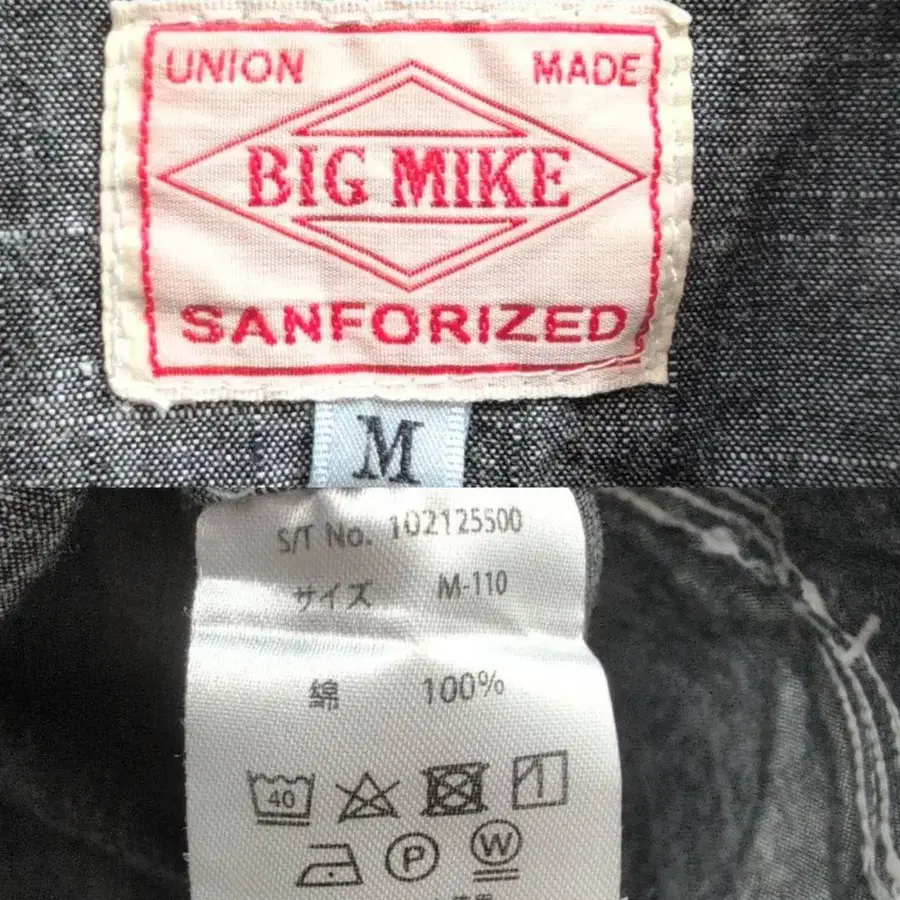 UNION MADE
BIG MIKE
SANFORIZED
M
S/T No. 102125500
サイズ M-110
綿 100%
40
P W